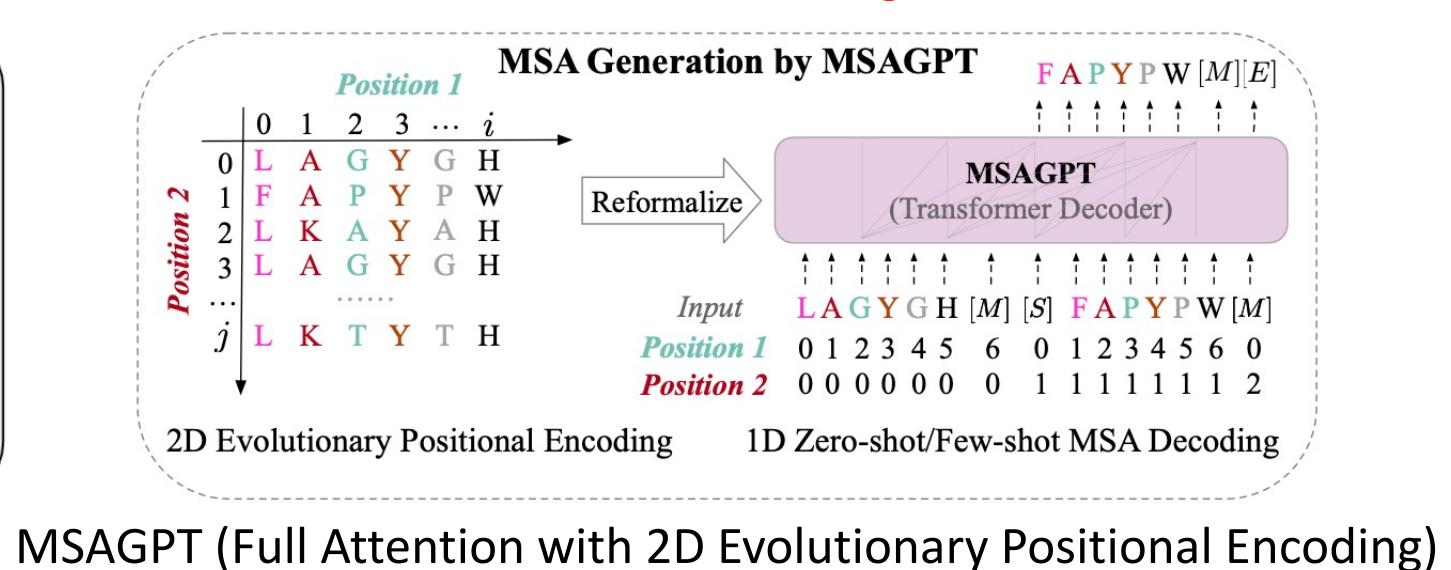 MSA Generation by MSAGPT
Position 1
0 1 2 3 ... i
Position 2
0 L A G Y G H
1 F A P Y P W
2 L K A Y A H
3 L A G Y G H
... ......
j L K T Y T H
2D Evolutionary Positional Encoding
Reformalize
F A P Y P W [M] [E]
MSAGPT
(Transformer Decoder)
Input L A G Y G H [M] [S] F A P Y P W [M]
Position 1 0 1 2 3 4 5 6 0 1 2 3 4 5 6 0
Position 2 0 0 0 0 0 0 0 1 1 1 1 1 1 1 2
1D Zero-shot/Few-shot MSA Decoding
MSAGPT (Full Attention with 2D Evolutionary Positional Encoding)